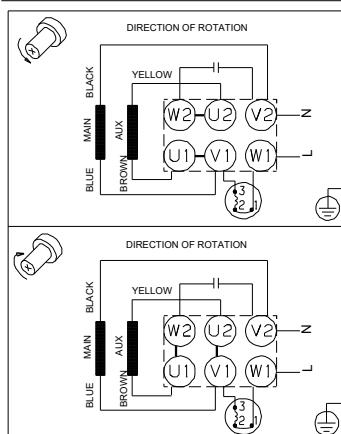 DIRECTION OF ROTATION
BLACK
YELLOW
MAIN
AUX
W2 U2 V2 N
U1 V1 W1 L
BLUE
BROWN
3
2 1
DIRECTION OF ROTATION
BLACK
YELLOW
MAIN
AUX
W2 U2 V2 N
U1 V1 W1 L
BLUE
BROWN
3
2 1